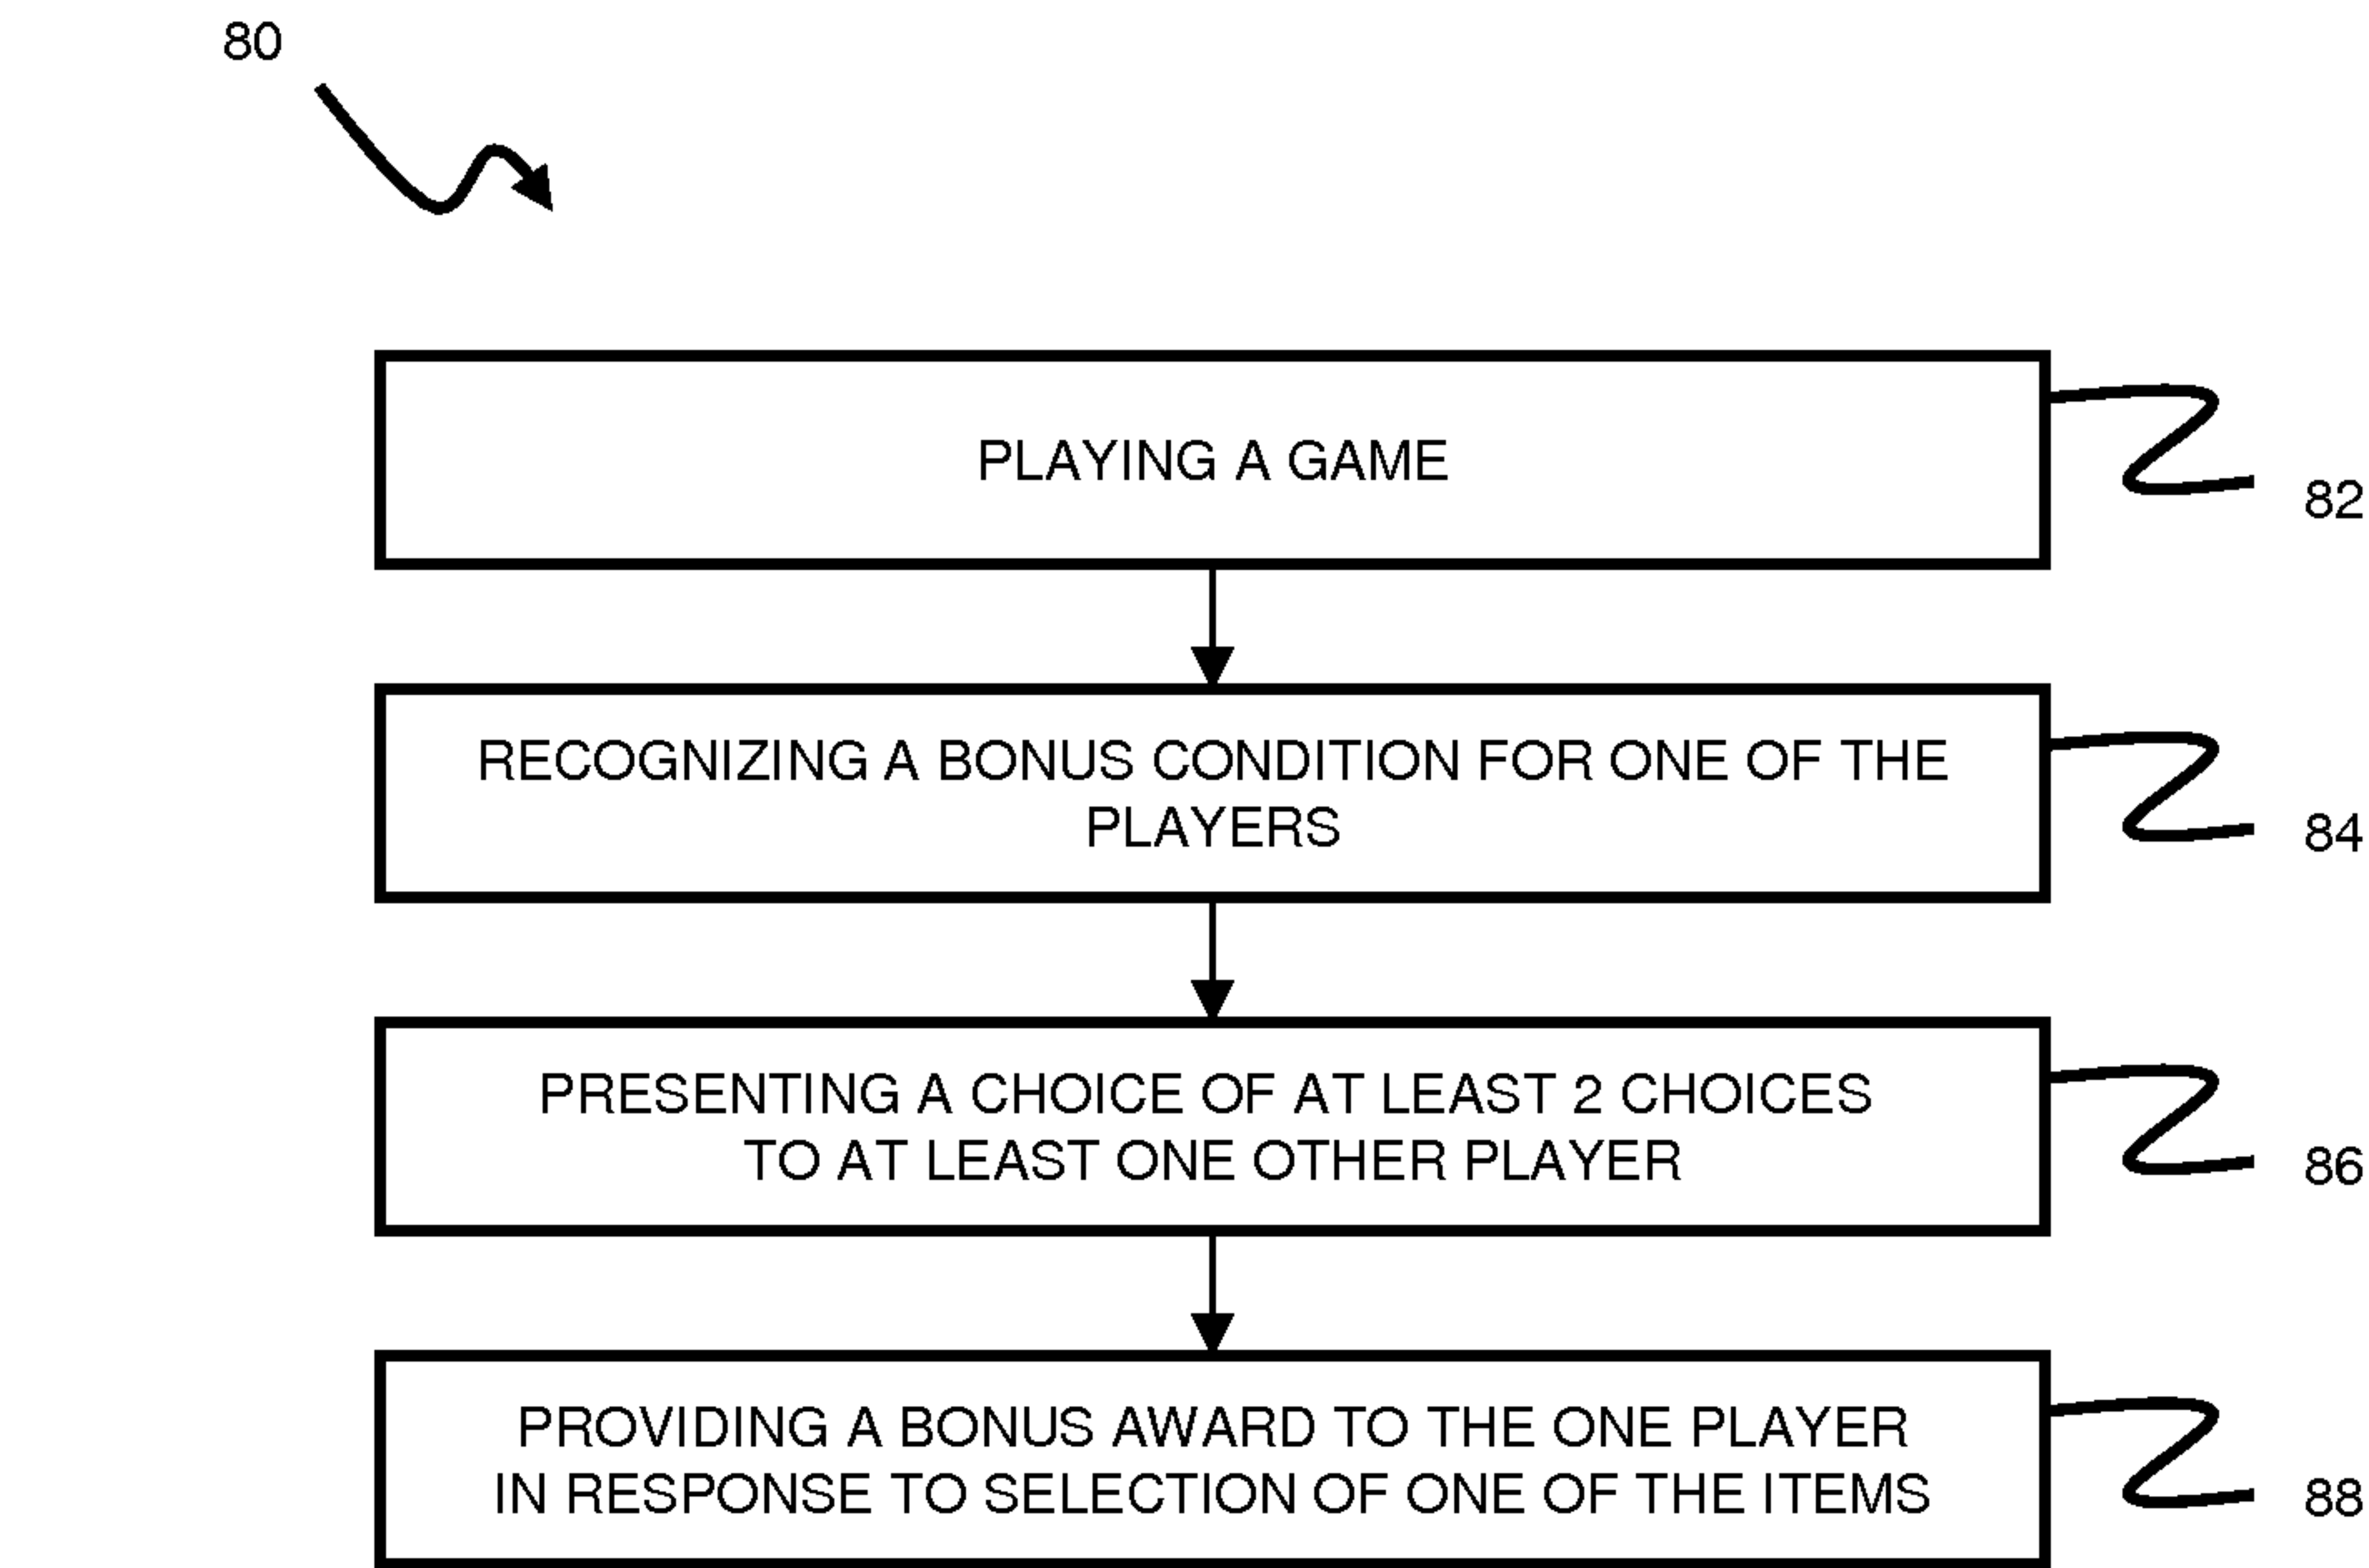 80
PLAYING A GAME
82
RECOGNIZING A BONUS CONDITION FOR ONE OF THE
PLAYERS
84
PRESENTING A CHOICE OF AT LEAST 2 CHOICES
TO AT LEAST ONE OTHER PLAYER
86
PROVIDING A BONUS AWARD TO THE ONE PLAYER
IN RESPONSE TO SELECTION OF ONE OF THE ITEMS
88